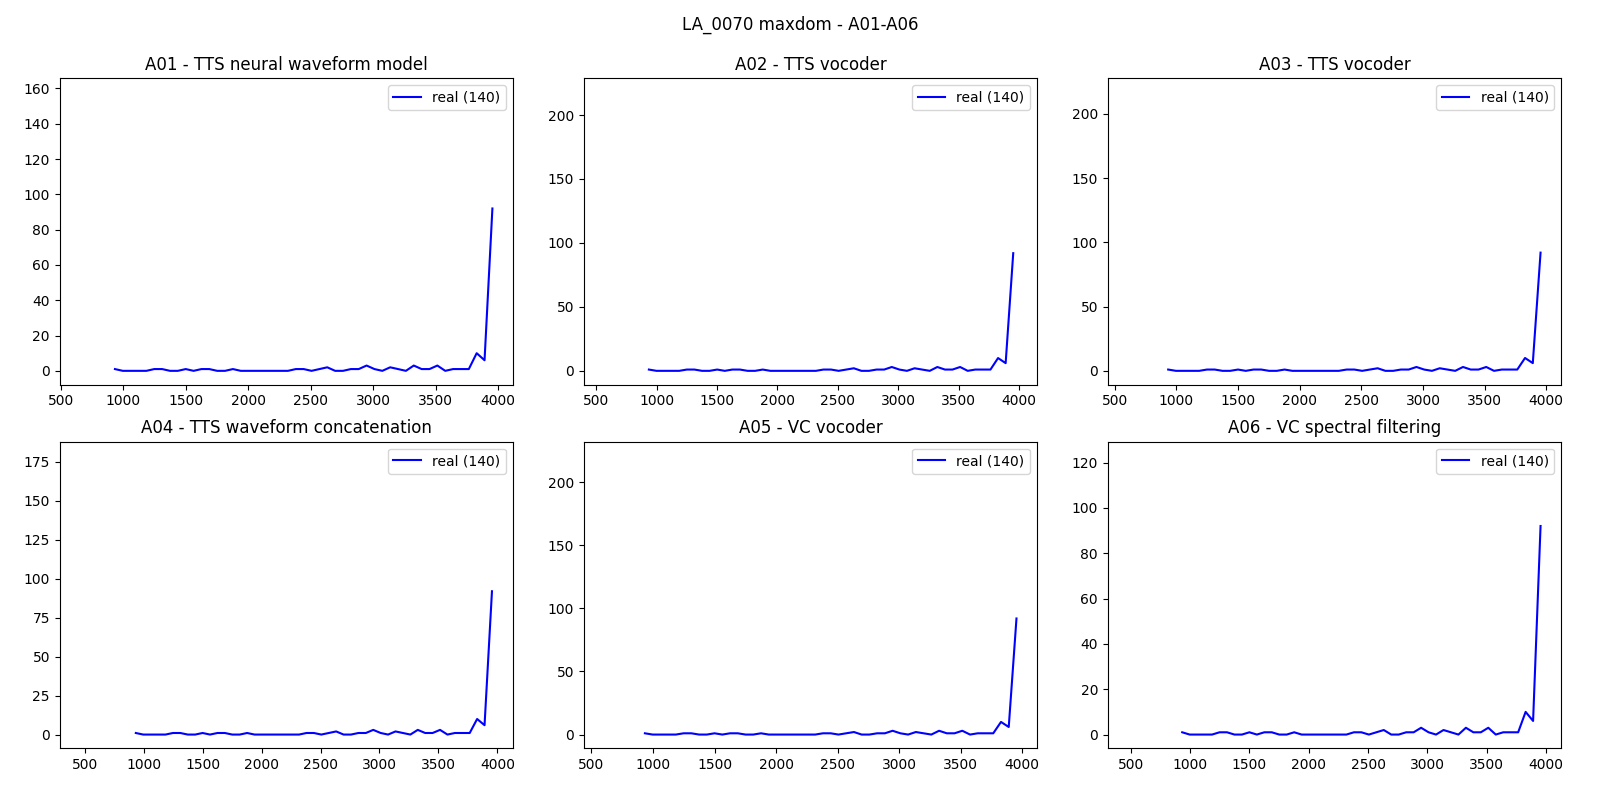 LA_0070 maxdom - A01-A06
A01 - TTS neural waveform model
real (140)
160
140
120
100
80
60
40
20
0
500 1000 1500 2000 2500 3000 3500 4000
A02 - TTS vocoder
real (140)
200
150
100
50
0
500 1000 1500 2000 2500 3000 3500 4000
A03 - TTS vocoder
real (140)
200
150
100
50
0
500 1000 1500 2000 2500 3000 3500 4000
A04 - TTS waveform concatenation
real (140)
175
150
125
100
75
50
25
0
500 1000 1500 2000 2500 3000 3500 4000
A05 - VC vocoder
real (140)
200
150
100
50
0
500 1000 1500 2000 2500 3000 3500 4000
A06 - VC spectral filtering
real (140)
120
100
80
60
40
20
0
500 1000 1500 2000 2500 3000 3500 4000